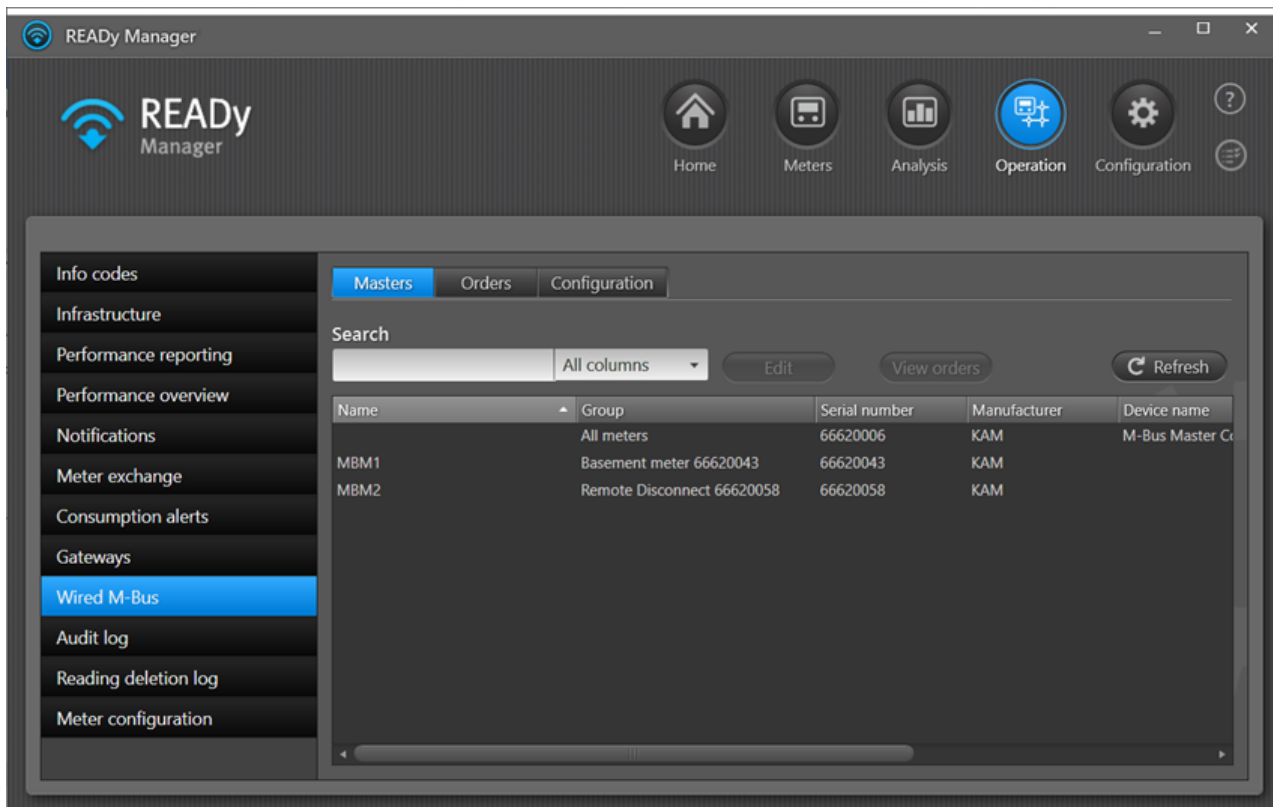 READy Manager
READy
Manager
Home Meters Analysis Operation Configuration
?
Info codes
Infrastructure
Performance reporting
Performance overview
Notifications
Meter exchange
Consumption alerts
Gateways
Wired M-Bus
Audit log
Reading deletion log
Meter configuration
Masters Orders Configuration
Search
All columns Edit View orders Refresh
Name Group Serial number Manufacturer Device name
All meters 66620006 KAM M-Bus Master
MBM1 Basement meter 66620043 66620043 KAM
MBM2 Remote Disconnect 66620058 66620058 KAM